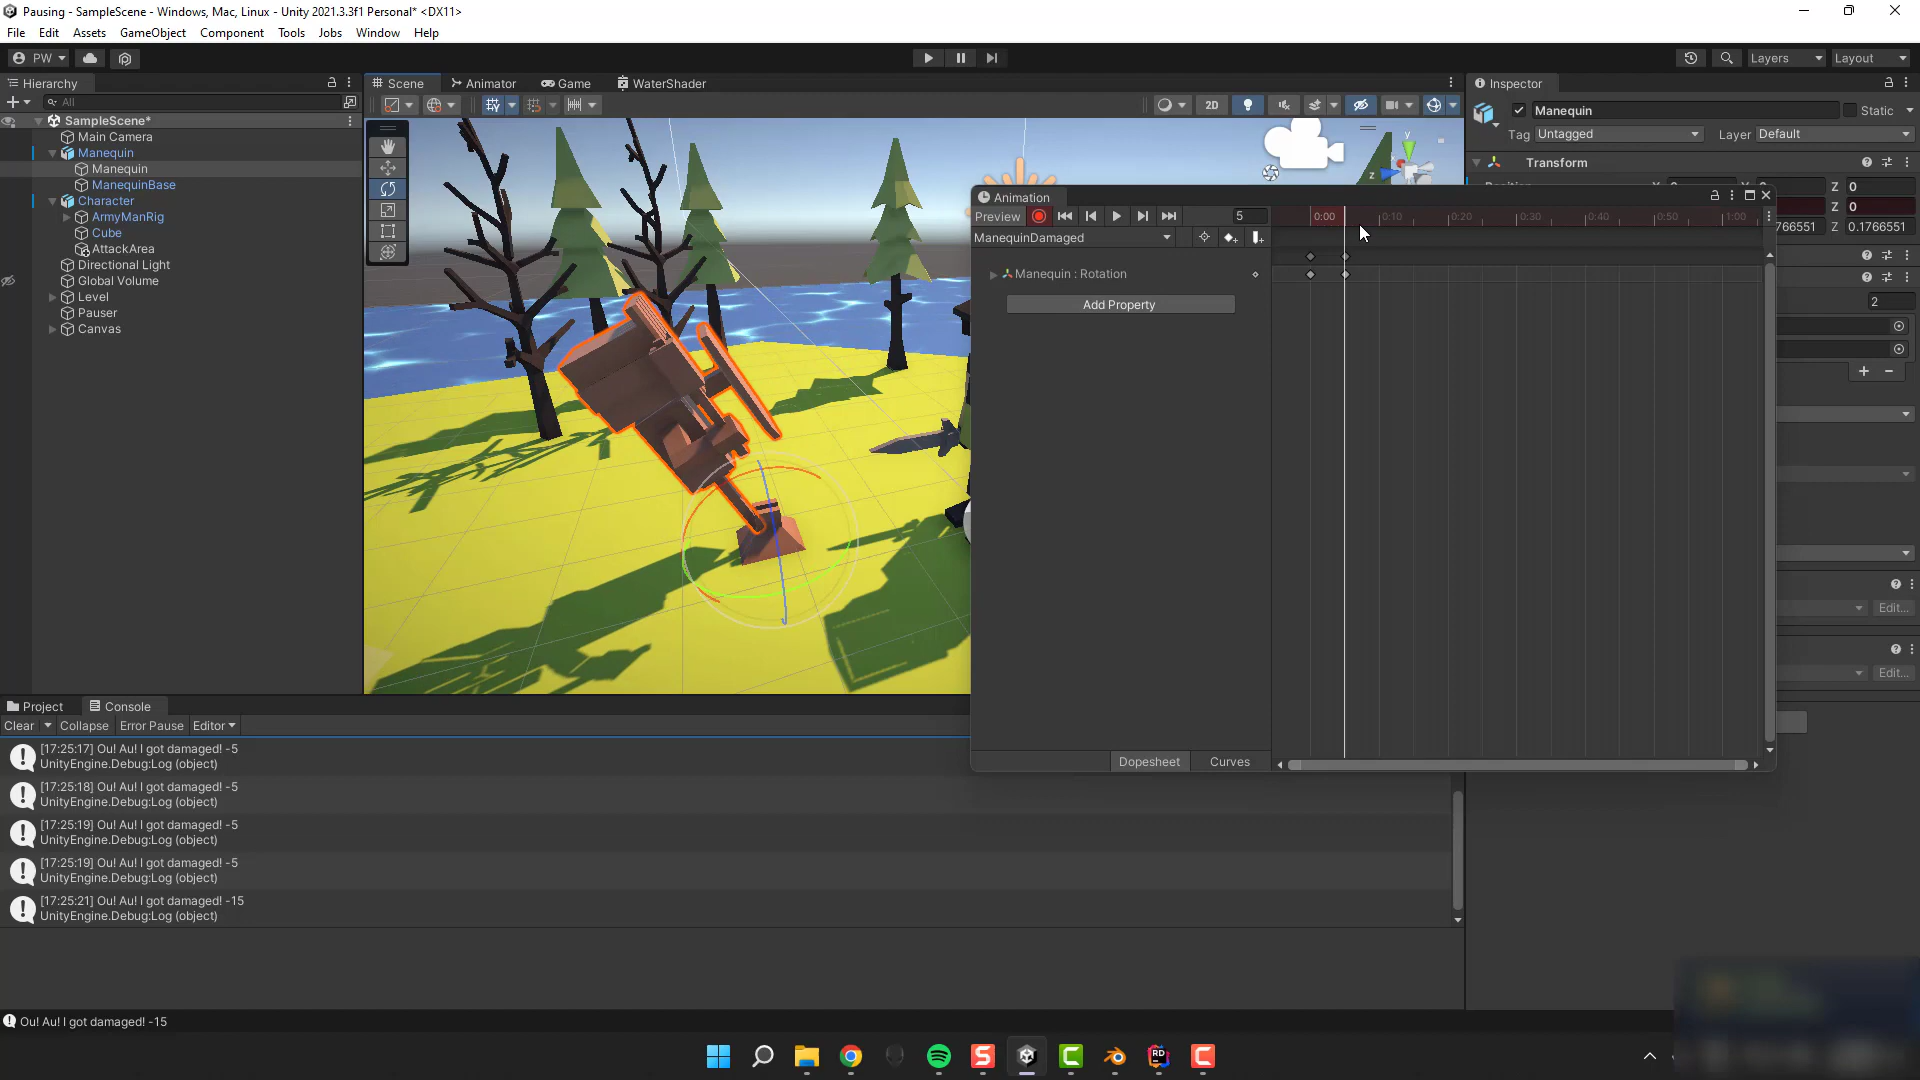 Pausing - SampleScene - Windows, Mac, Linux - Unity 2021.3.3f1 Personal* <DX11>
File Edit Assets GameObject Component Tools Jobs Window Help
PW Layers Layout
Hierarchy Scene Animator Game WaterShader Inspector
All 2D Manequin Static
SampleScene* Tag Untagged Layer Default
Main Camera
Manequin Transform
Manequin Z 0
ManequinBase Animation Z 0
Character Preview 5 0:00 0:10 0:20 0:30 0:40 0:50 1:00 766551 Z 0.1766551
ArmyManRig ManequinDamaged
Cube
AttackArea
Directional Light Manequin : Rotation
Global Volume Add Property 2
Level
Pauser
Canvas
Edit...
Edit...
Project Console
Clear Collapse Error Pause Editor
[17:25:17] Ou! Au! I got damaged! -5
UnityEngine.Debug:Log (object)
Dopesheet Curves
[17:25:18] Ou! Au! I got damaged! -5
UnityEngine.Debug:Log (object)
[17:25:19] Ou! Au! I got damaged! -5
UnityEngine.Debug:Log (object)
[17:25:19] Ou! Au! I got damaged! -5
UnityEngine.Debug:Log (object)
[17:25:21] Ou! Au! I got damaged! -15
UnityEngine.Debug:Log (object)
Ou! Au! I got damaged! -15